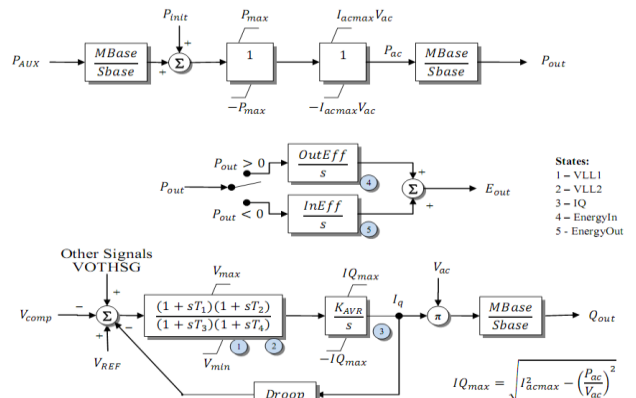 P_init
P_max
I_acmax V_ac
P_AUX
MBase
Sbase
+
+
Σ
1
1
P_ac
MBase
Sbase
P_out
-P_max
-I_acmax V_ac
P_out > 0
OutEff
s
4
P_out
Σ
+
+
E_out
P_out < 0
InEff
s
5
States:
1 – VLL1
2 – VLL2
3 – IQ
4 – EnergyIn
5 - EnergyOut
Other Signals
VOTHSG
V_max
IQ_max
V_ac
V_comp
−
+
Σ
−
+
V_REF
(1 + sT_1)(1 + sT_2)
(1 + sT_3)(1 + sT_4)
1
2
V_min
K_AVR
s
3
-IQ_max
I_q
π
MBase
Sbase
Q_out
Droop
IQ_max = √(I²_acmax − (P_ac/V_ac)²)